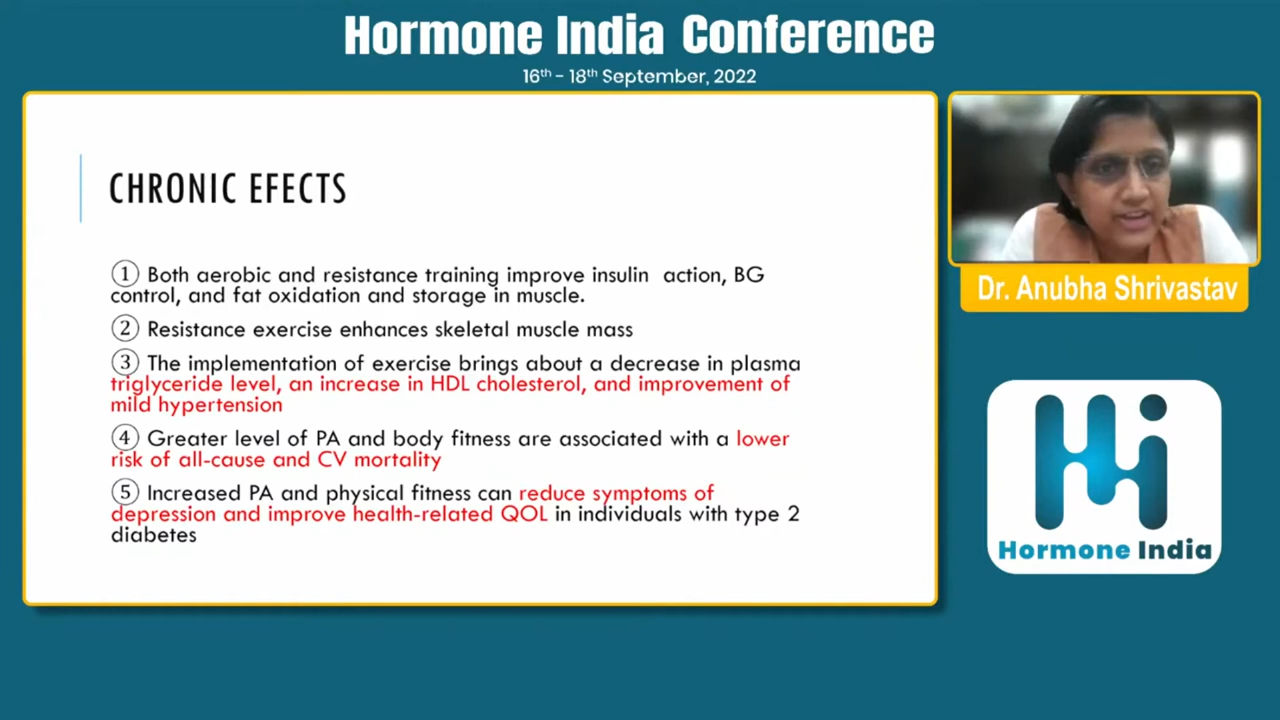 Hormone India Conference
16th - 18th September, 2022
CHRONIC EFECTS
① Both aerobic and resistance training improve insulin action, BG
control, and fat oxidation and storage in muscle.
② Resistance exercise enhances skeletal muscle mass
③ The implementation of exercise brings about a decrease in plasma
triglyceride level, an increase in HDL cholesterol, and improvement of
mild hypertension
④ Greater level of PA and body fitness are associated with a lower
risk of all-cause and CV mortality
⑤ Increased PA and physical fitness can reduce symptoms of
depression and improve health-related QOL in individuals with type 2
diabetes
Dr. Anubha Shrivastav
Hi
Hormone India